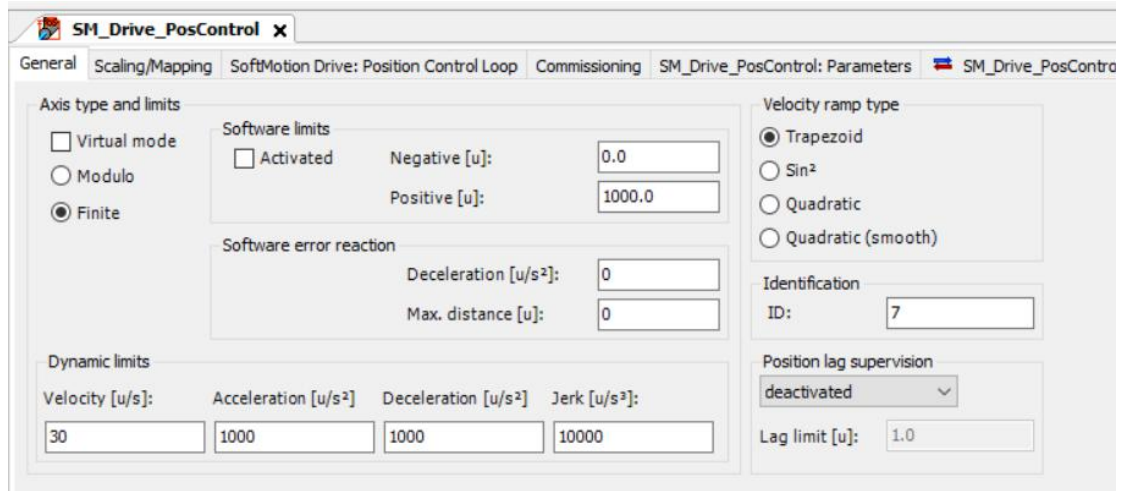 SM_Drive_PosControl X
General Scaling/Mapping SoftMotion Drive: Position Control Loop Commissioning SM_Drive_PosControl: Parameters SM_Drive_PosContro
Axis type and limits
Virtual mode
Modulo
Finite
Software limits
Activated Negative [u]: 0.0
Positive [u]: 1000.0
Software error reaction
Deceleration [u/s²]: 0
Max. distance [u]: 0
Dynamic limits
Velocity [u/s]: Acceleration [u/s²] Deceleration [u/s²] Jerk [u/s³]:
30 1000 1000 10000
Velocity ramp type
Trapezoid
Sin²
Quadratic
Quadratic (smooth)
Identification
ID: 7
Position lag supervision
deactivated
Lag limit [u]: 1.0